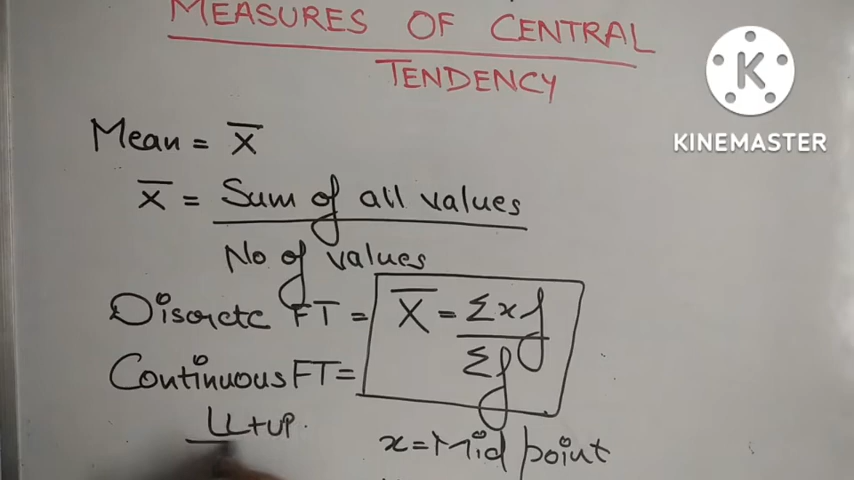 MEASURES OF CENTRAL
TENDENCY
K
KINEMASTER
Mean = X̅
X̅ = Sum of all values
No of values
Discrete FT =
X̅ = Σxf
Σf
Continuous FT =
LL+UP
x = Mid point